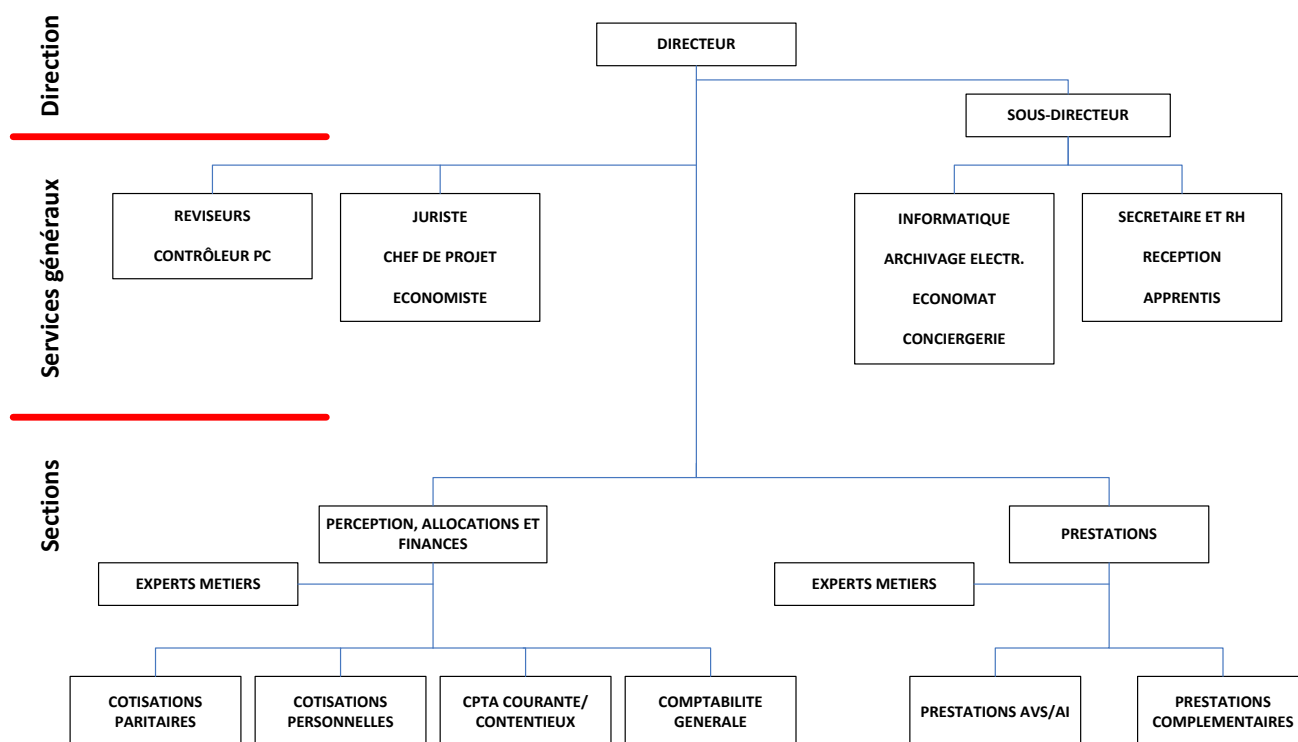 DIRECTEUR
Direction
SOUS-DIRECTEUR
Services généraux
REVISEURS
CONTRÔLEUR PC
JURISTE
CHEF DE PROJET
ECONOMISTE
INFORMATIQUE
ARCHIVAGE ELECTR.
ECONOMAT
CONCIERGERIE
SECRETAIRE ET RH
RECEPTION
APPRENTIS
Sections
PERCEPTION, ALLOCATIONS ET
FINANCES
PRESTATIONS
EXPERTS METIERS
EXPERTS METIERS
COTISATIONS
PARITAIRES
COTISATIONS
PERSONNELLES
CPTA COURANTE/
CONTENTIEUX
COMPTABILITE
GENERALE
PRESTATIONS AVS/AI
PRESTATIONS
COMPLEMENTAIRES